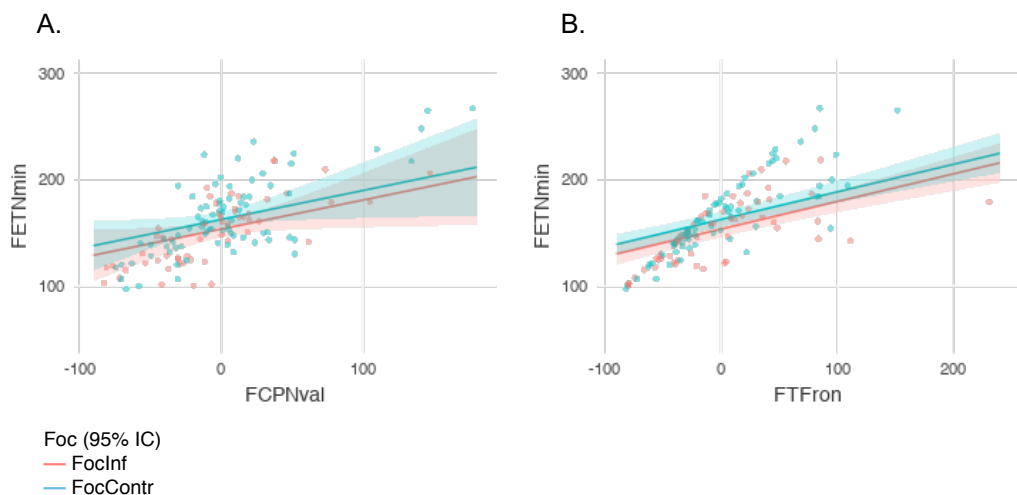 A.
B.
300
200
100
FETNmin
-100
0
100
FCPNval
300
200
100
FETNmin
-100
0
100
200
FTFron
Foc (95% IC)
FocInf
FocContr